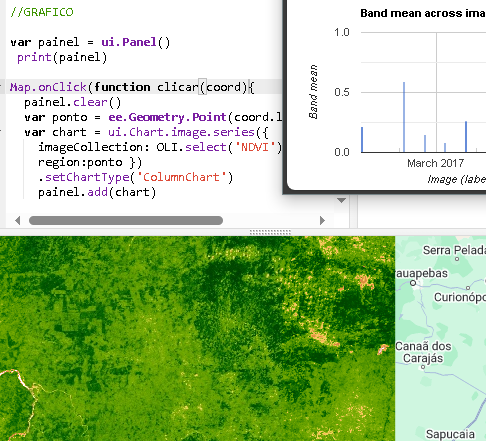 //GRAFICO
var painel = ui.Panel()
print(painel)
Map.onClick(function clicar(coord){
painel.clear()
var ponto = ee.Geometry.Point(coord.l
var chart = ui.Chart.image.series({
imageCollection: OLI.select('NDVI')
region:ponto })
.setChartType('ColumnChart')
painel.add(chart)
Band mean across ima
1.0
Band mean
0.5
0.0
March 2017
Image (labe
Serra Pelada
rauapebas
Curionópo
Canaã dos
Carajás
Sapucaia